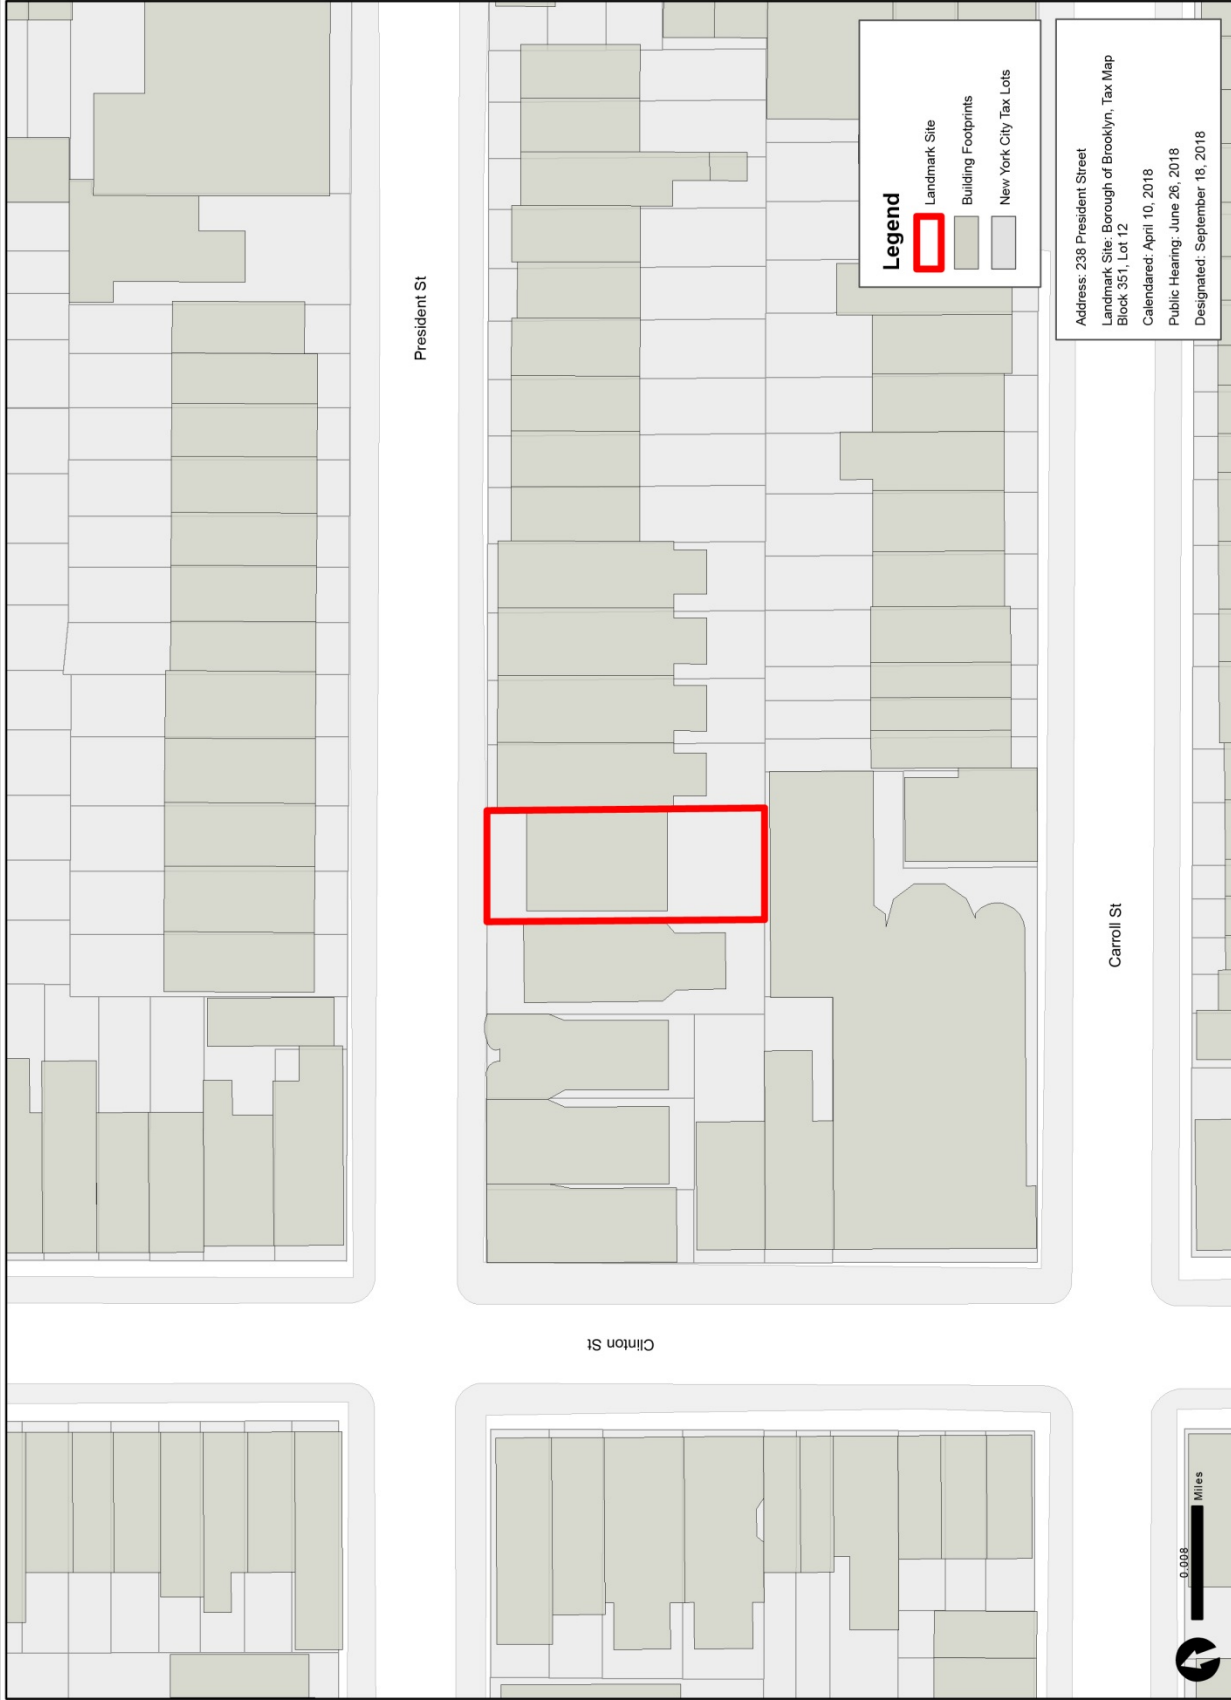 President St
Clinton St
Carroll St
Legend
Landmark Site
Building Footprints
New York City Tax Lots
Address: 238 President Street
Landmark Site: Borough of Brooklyn, Tax Map
Block 351, Lot 12
Calendared: April 10, 2018
Public Hearing: June 26, 2018
Designated: September 18, 2018
0.008
Miles